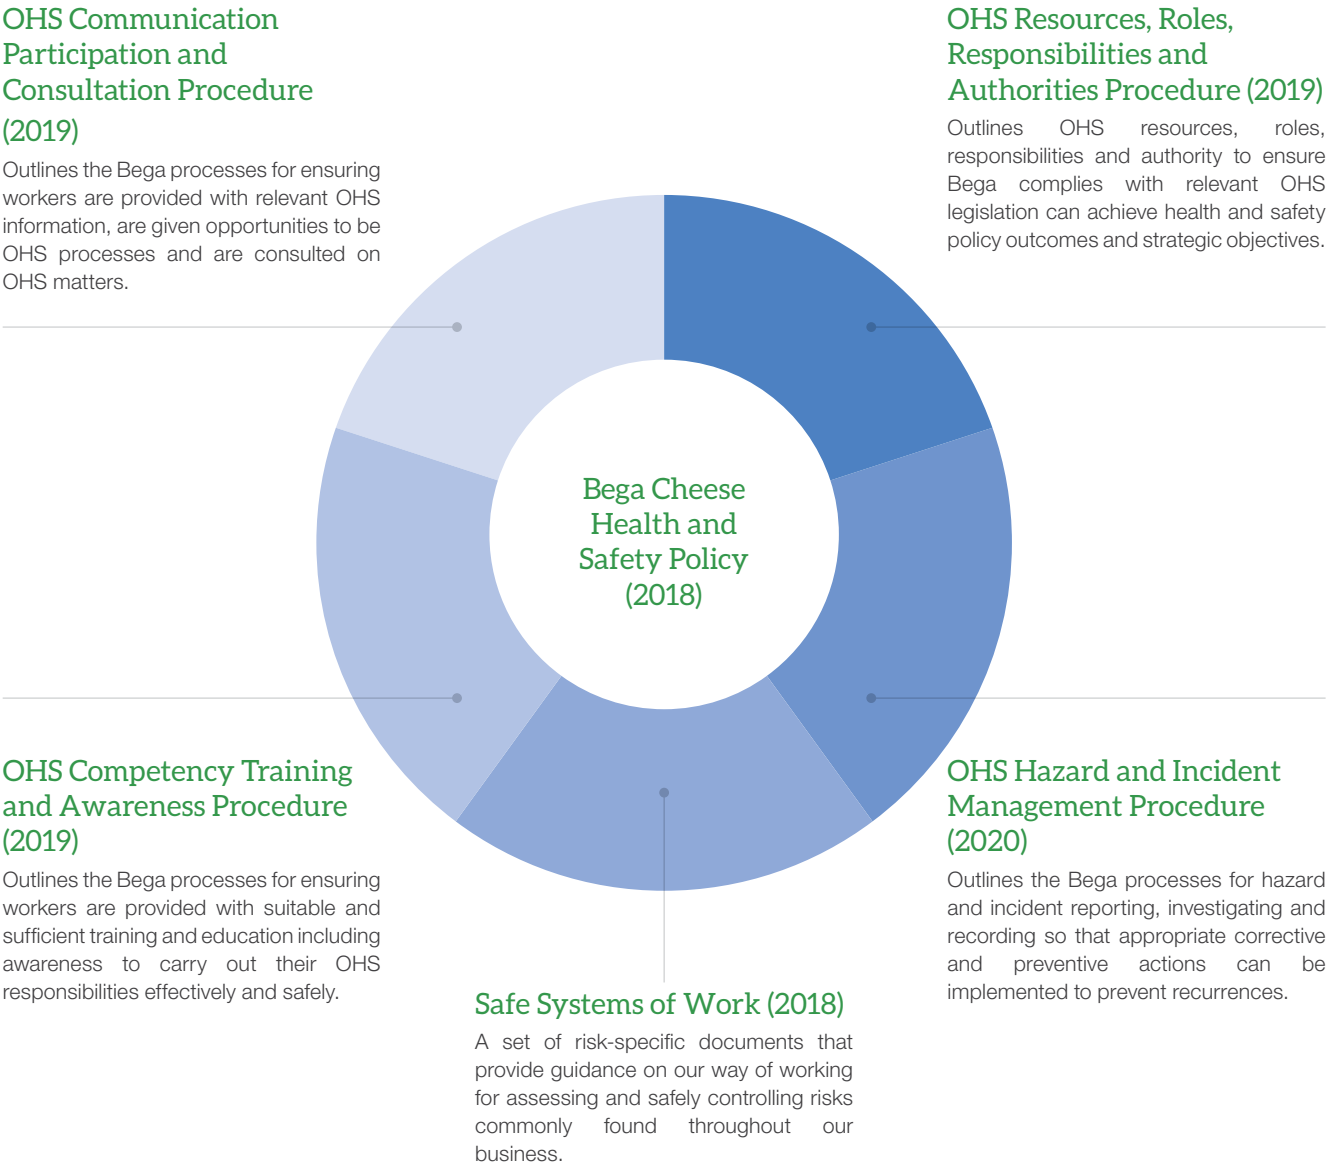 OHS Communication
Participation and
Consultation Procedure
(2019)
Outlines the Bega processes for ensuring
workers are provided with relevant OHS
information, are given opportunities to be
OHS processes and are consulted on
OHS matters.
OHS Resources, Roles,
Responsibilities and
Authorities Procedure (2019)
Outlines OHS resources, roles,
responsibilities and authority to ensure
Bega complies with relevant OHS
legislation can achieve health and safety
policy outcomes and strategic objectives.
Bega Cheese
Health and
Safety Policy
(2018)
OHS Competency Training
and Awareness Procedure
(2019)
Outlines the Bega processes for ensuring
workers are provided with suitable and
sufficient training and education including
awareness to carry out their OHS
responsibilities effectively and safely.
OHS Hazard and Incident
Management Procedure
(2020)
Outlines the Bega processes for hazard
and incident reporting, investigating and
recording so that appropriate corrective
and preventive actions can be
implemented to prevent recurrences.
Safe Systems of Work (2018)
A set of risk-specific documents that
provide guidance on our way of working
for assessing and safely controlling risks
commonly found throughout our
business.